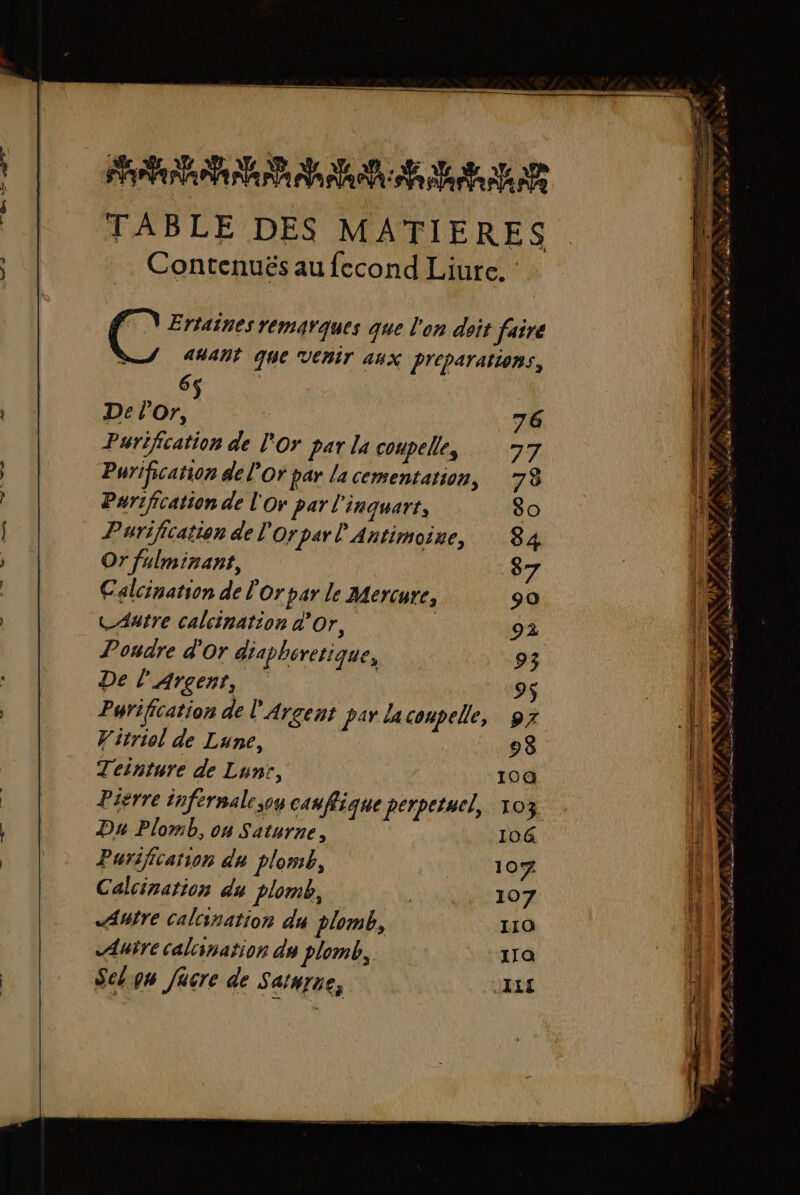 TABLE DES MATIERES
Contenuës au ſecond Liure.
CErtaines remarques que l'on doit faire
auant que venir aux preparations,
65
De l'Or, 76
Purification de l'Or par la coupelle, 77
Purification de l'Or par la cementation, 78
Purification de l'Or par l'inquart, 80
Purification de l'Or par l'Antimoine, 84
Or fulminant, 87
Calcination de l'Or par le Mercure, 90
Autre calcination d'Or, 92
Poudre d'Or diaphoretique, 93
De l'Argent, 95
Purification de l'Argent par la coupelle, 97
Vitriol de Lune, 98
Teinture de Lune, 100
Pierre infernale, ou cauſtique perpetuel, 103
Du Plomb, ou Saturne, 106
Purification du plomb, 107
Calcination du plomb, 107
Autre calcination du plomb, 110
Autre calcination du plomb, 110
Sel ou ſucre de Saturne, 111